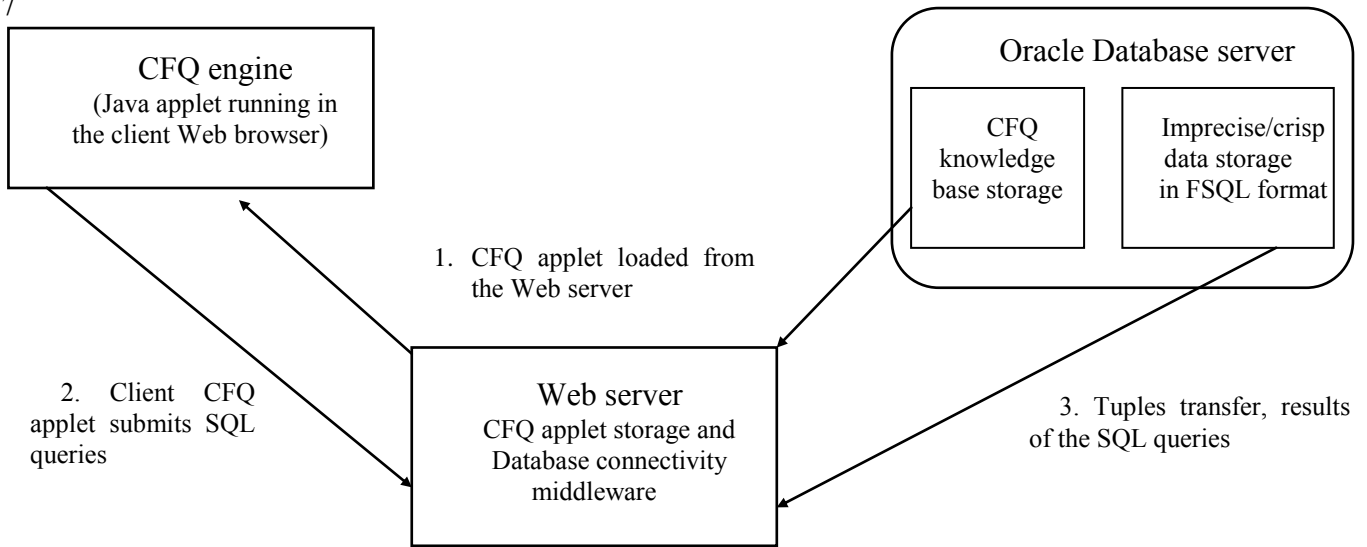 7
CFQ engine
(Java applet running in
the client Web browser)
Oracle Database server
CFQ
knowledge
base storage
Imprecise/crisp
data storage
in FSQL format
1. CFQ applet loaded from
the Web server
2. Client CFQ
applet submits SQL
queries
Web server
CFQ applet storage and
Database connectivity
middleware
3. Tuples transfer, results
of the SQL queries